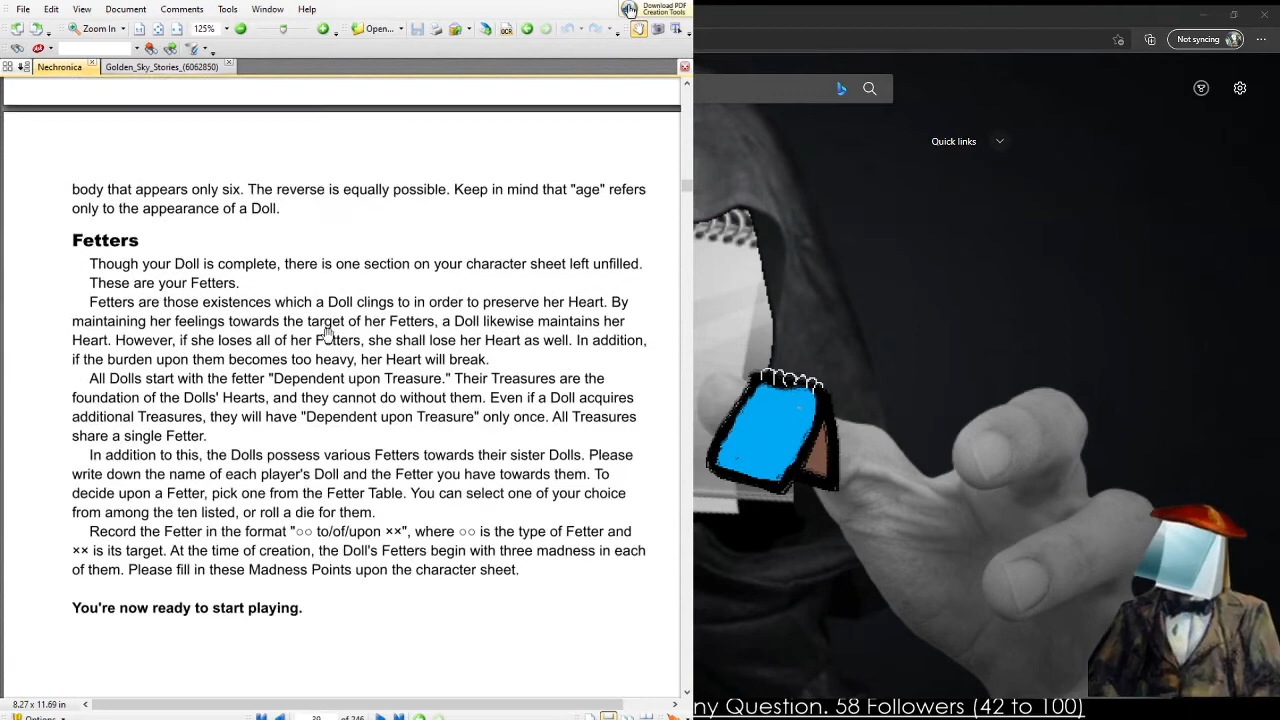 File Edit View Document Comments Tools Window Help
Download PDF
Creation Tools
Zoom In 125% Open... OCR
Nechronica Golden_Sky_Stories_(6062850)
Not syncing
Quick links
body that appears only six. The reverse is equally possible. Keep in mind that "age" refers
only to the appearance of a Doll.
Fetters
Though your Doll is complete, there is one section on your character sheet left unfilled.
These are your Fetters.
Fetters are those existences which a Doll clings to in order to preserve her Heart. By
maintaining her feelings towards the target of her Fetters, a Doll likewise maintains her
Heart. However, if she loses all of her Fetters, she shall lose her Heart as well. In addition,
if the burden upon them becomes too heavy, her Heart will break.
All Dolls start with the fetter "Dependent upon Treasure." Their Treasures are the
foundation of the Dolls' Hearts, and they cannot do without them. Even if a Doll acquires
additional Treasures, they will have "Dependent upon Treasure" only once. All Treasures
share a single Fetter.
In addition to this, the Dolls possess various Fetters towards their sister Dolls. Please
write down the name of each player's Doll and the Fetter you have towards them. To
decide upon a Fetter, pick one from the Fetter Table. You can select one of your choice
from among the ten listed, or roll a die for them.
Record the Fetter in the format "○○ to/of/upon ××", where ○○ is the type of Fetter and
×× is its target. At the time of creation, the Doll's Fetters begin with three madness in each
of them. Please fill in these Madness Points upon the character sheet.
You're now ready to start playing.
8.27 x 11.69 in
ny Question. 58 Followers (42 to 100)
Options
of 246